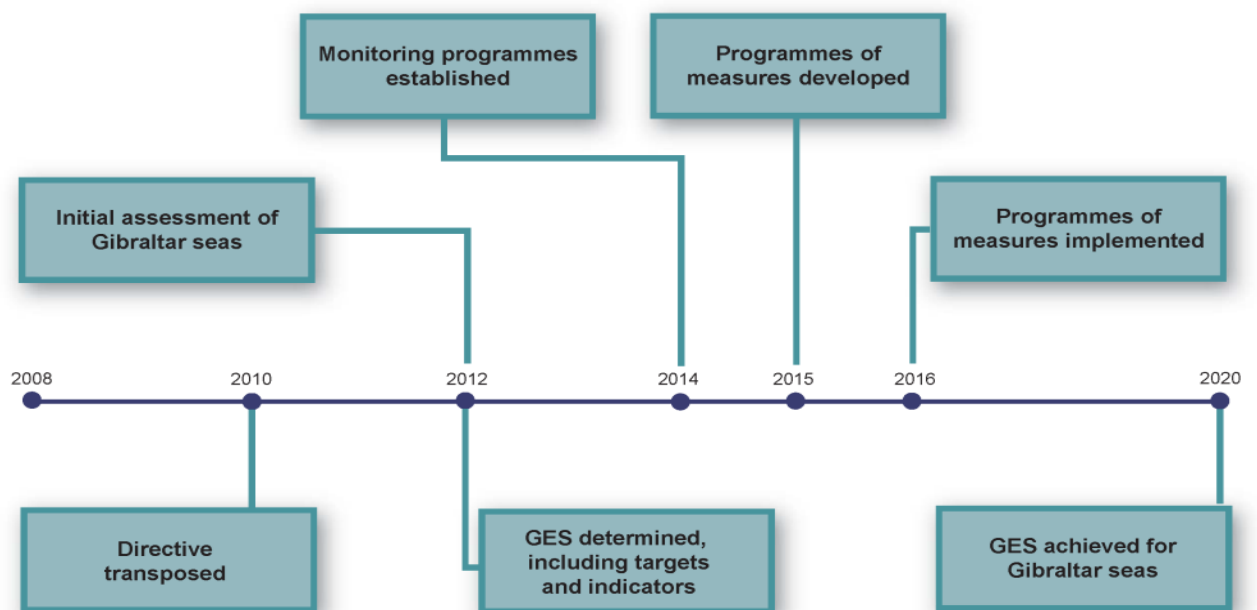 Monitoring programmes
established
Programmes of
measures developed
Initial assessment of
Gibraltar seas
Programmes of
measures implemented
2008
2010
2012
2014
2015
2016
2020
Directive
transposed
GES determined,
including targets
and indicators
GES achieved for
Gibraltar seas